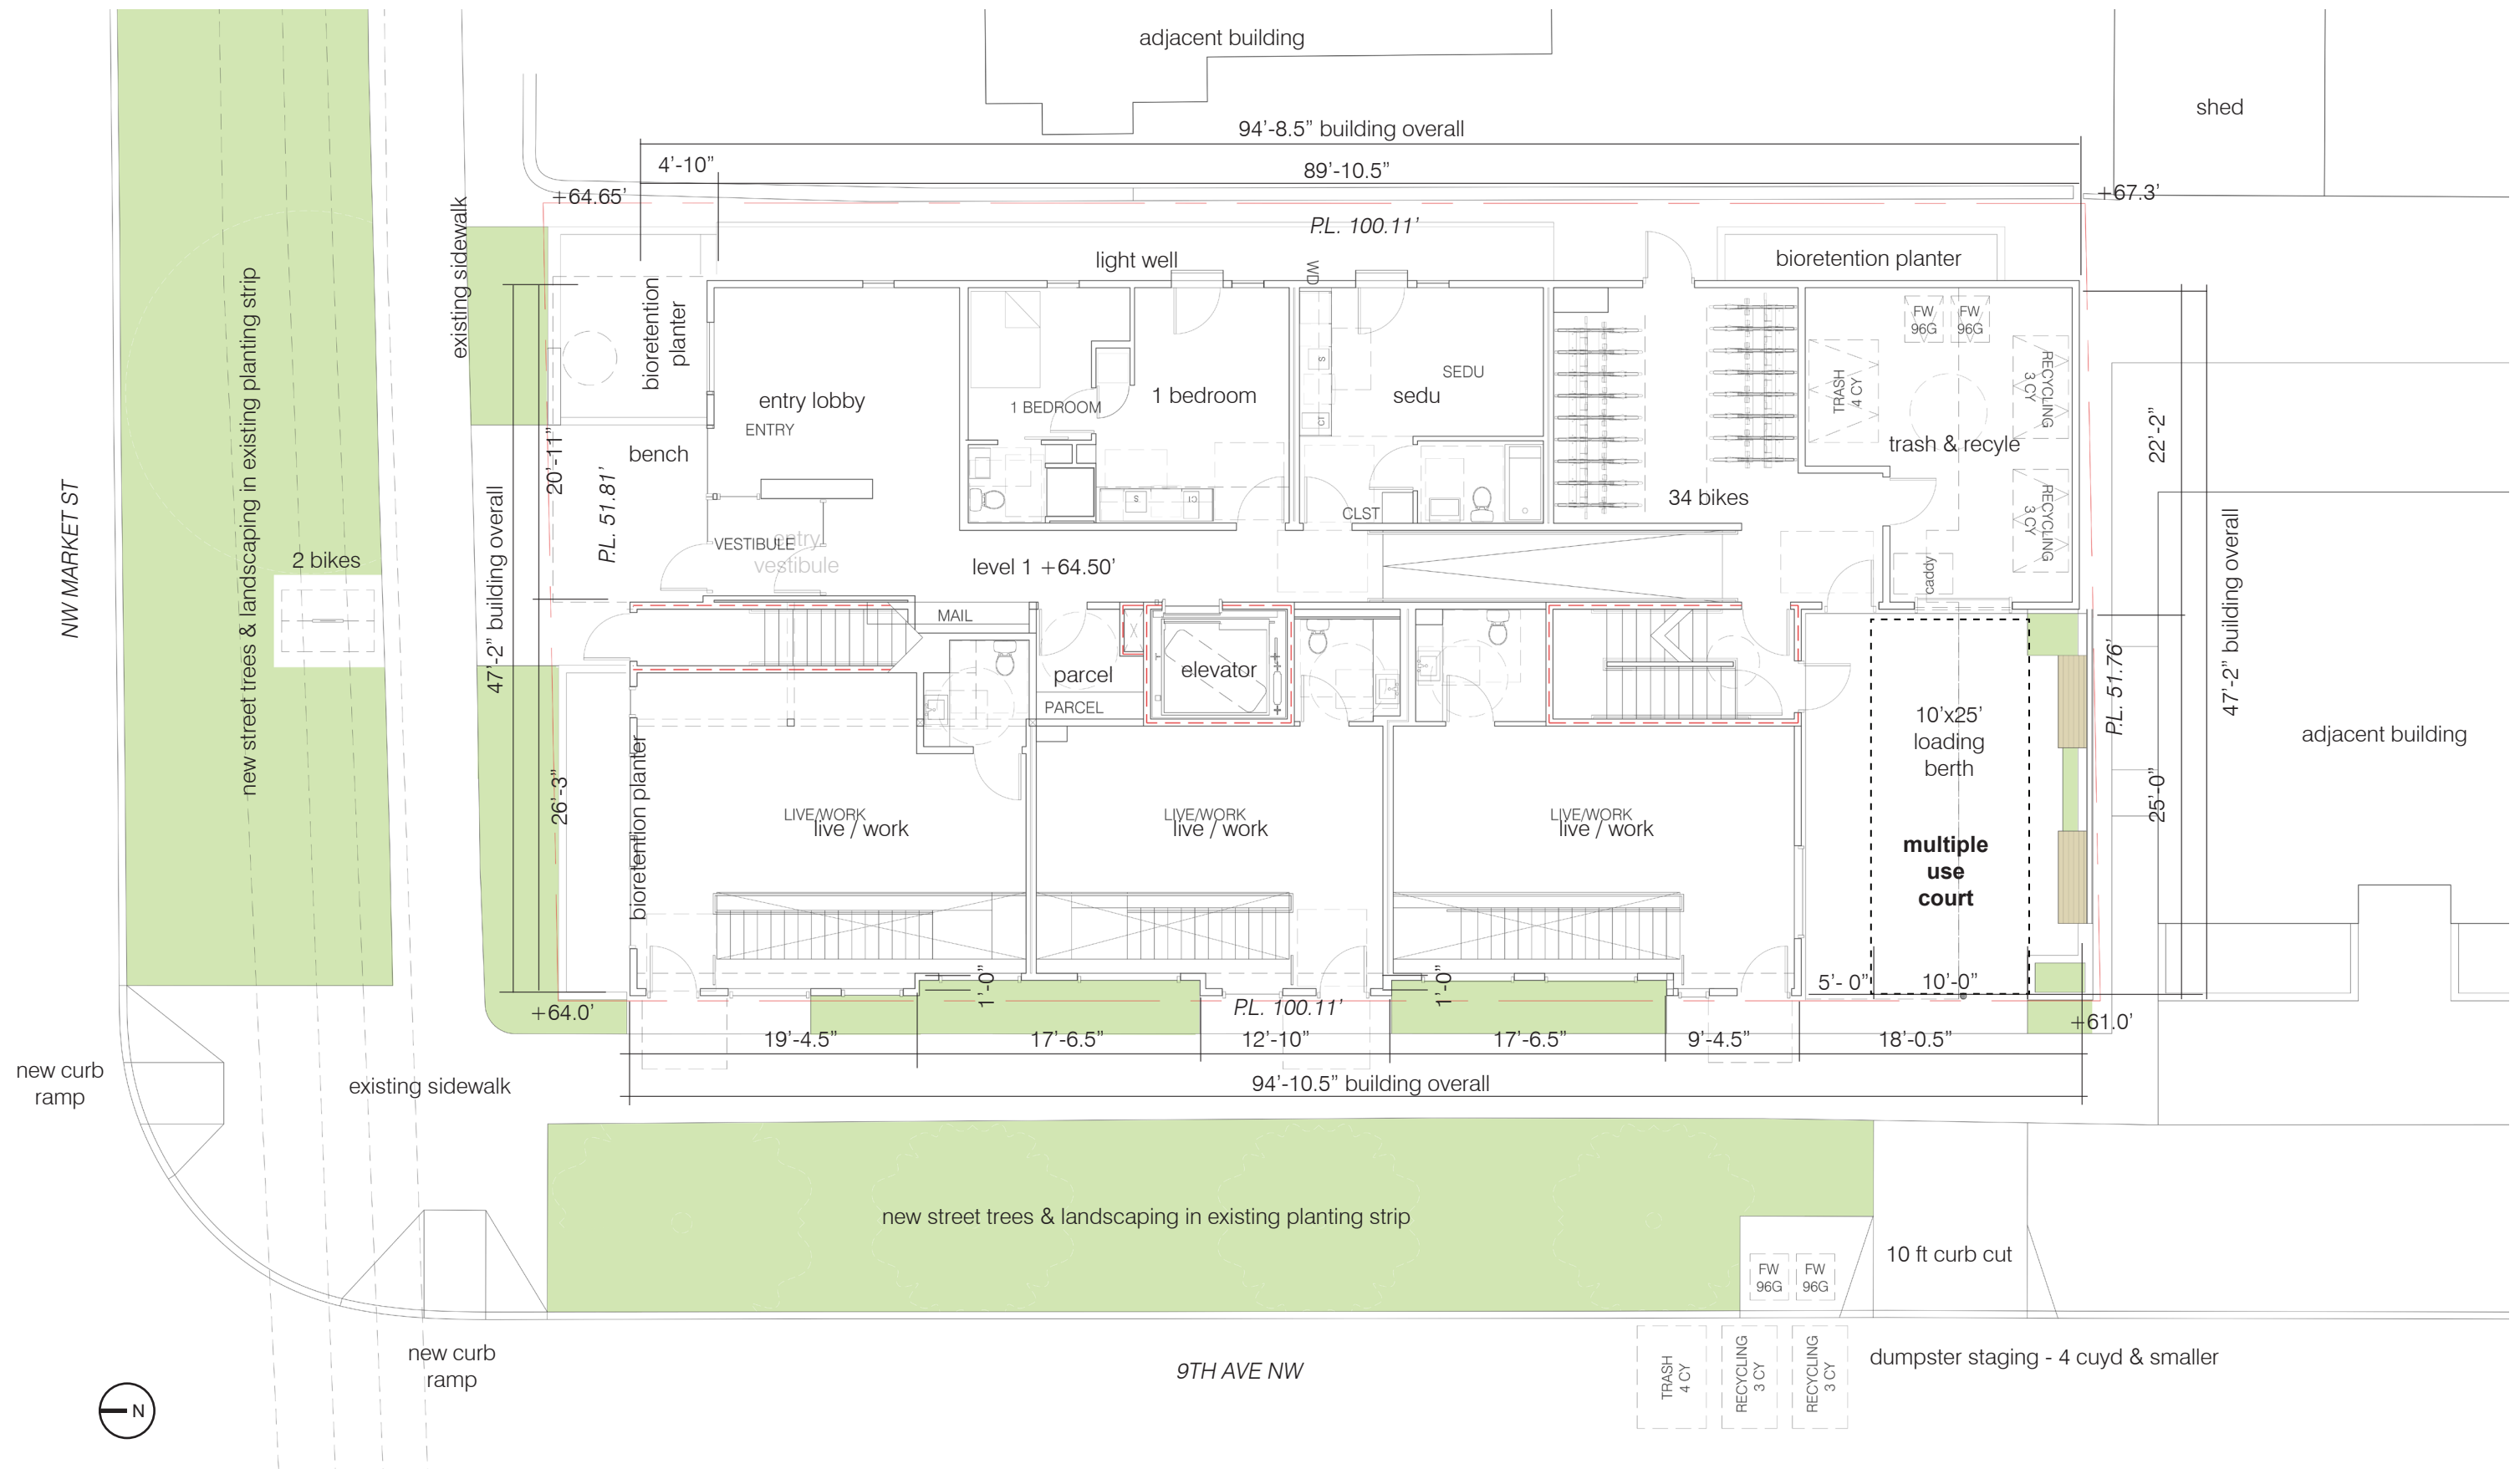 adjacent building
shed
94’-8.5” building overall
4’-10”
89’-10.5”
+64.65’
+67.3’
P.L. 100.11’
existing sidewalk
light well
WD
bioretention planter
bioretention
planter
new street trees & landscaping in existing planting strip
FW
96G
FW
96G
TRASH
4 CY
RECYCLING
3 CY
RECYCLING
3 CY
S
CT
SEDU
sedu
1 bedroom
1 BEDROOM
entry lobby
ENTRY
bench
20’-11”
P.L. 51.81’
47’-2” building overall
22’-2”
trash & recyle
34 bikes
CLST
S
CT
NW MARKET ST
2 bikes
VESTIBULE
entry
vestibule
level 1 +64.50’
caddy
47’-2” building overall
MAIL
parcel
PARCEL
elevator
P.L. 51.76’
10’x25’
loading
berth
adjacent building
25’-0”
26’-3”
bioretention planter
LIVE/WORK
live / work
LIVE/WORK
live / work
LIVE/WORK
live / work
multiple
use
court
1’-0”
1’-0”
5’- 0”
10’-0”
+64.0’
P.L. 100.11’
+61.0’
19’-4.5”
17’-6.5”
12’-10”
17’-6.5”
9’-4.5”
18’-0.5”
94’-10.5” building overall
new curb
ramp
existing sidewalk
new street trees & landscaping in existing planting strip
10 ft curb cut
FW
96G
FW
96G
new curb
ramp
9TH AVE NW
TRASH
4 CY
RECYCLING
3 CY
RECYCLING
3 CY
dumpster staging - 4 cuyd & smaller
N